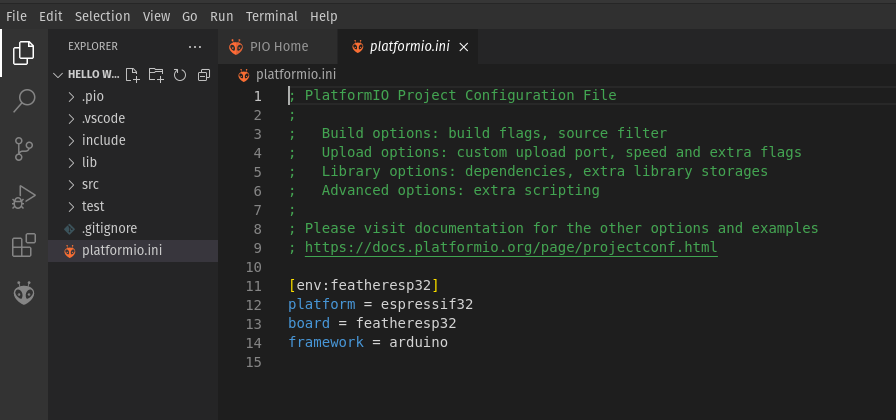 File Edit Selection View Go Run Terminal Help
EXPLORER ...
PIO Home
platformio.ini
HELLO W...
.pio
.vscode
include
lib
src
test
.gitignore
platformio.ini
platformio.ini
1 ; PlatformIO Project Configuration File
2 ;
3 ;   Build options: build flags, source filter
4 ;   Upload options: custom upload port, speed and extra flags
5 ;   Library options: dependencies, extra library storages
6 ;   Advanced options: extra scripting
7 ;
8 ; Please visit documentation for the other options and examples
9 ; https://docs.platformio.org/page/projectconf.html
10
11 [env:featheresp32]
12 platform = espressif32
13 board = featheresp32
14 framework = arduino
15